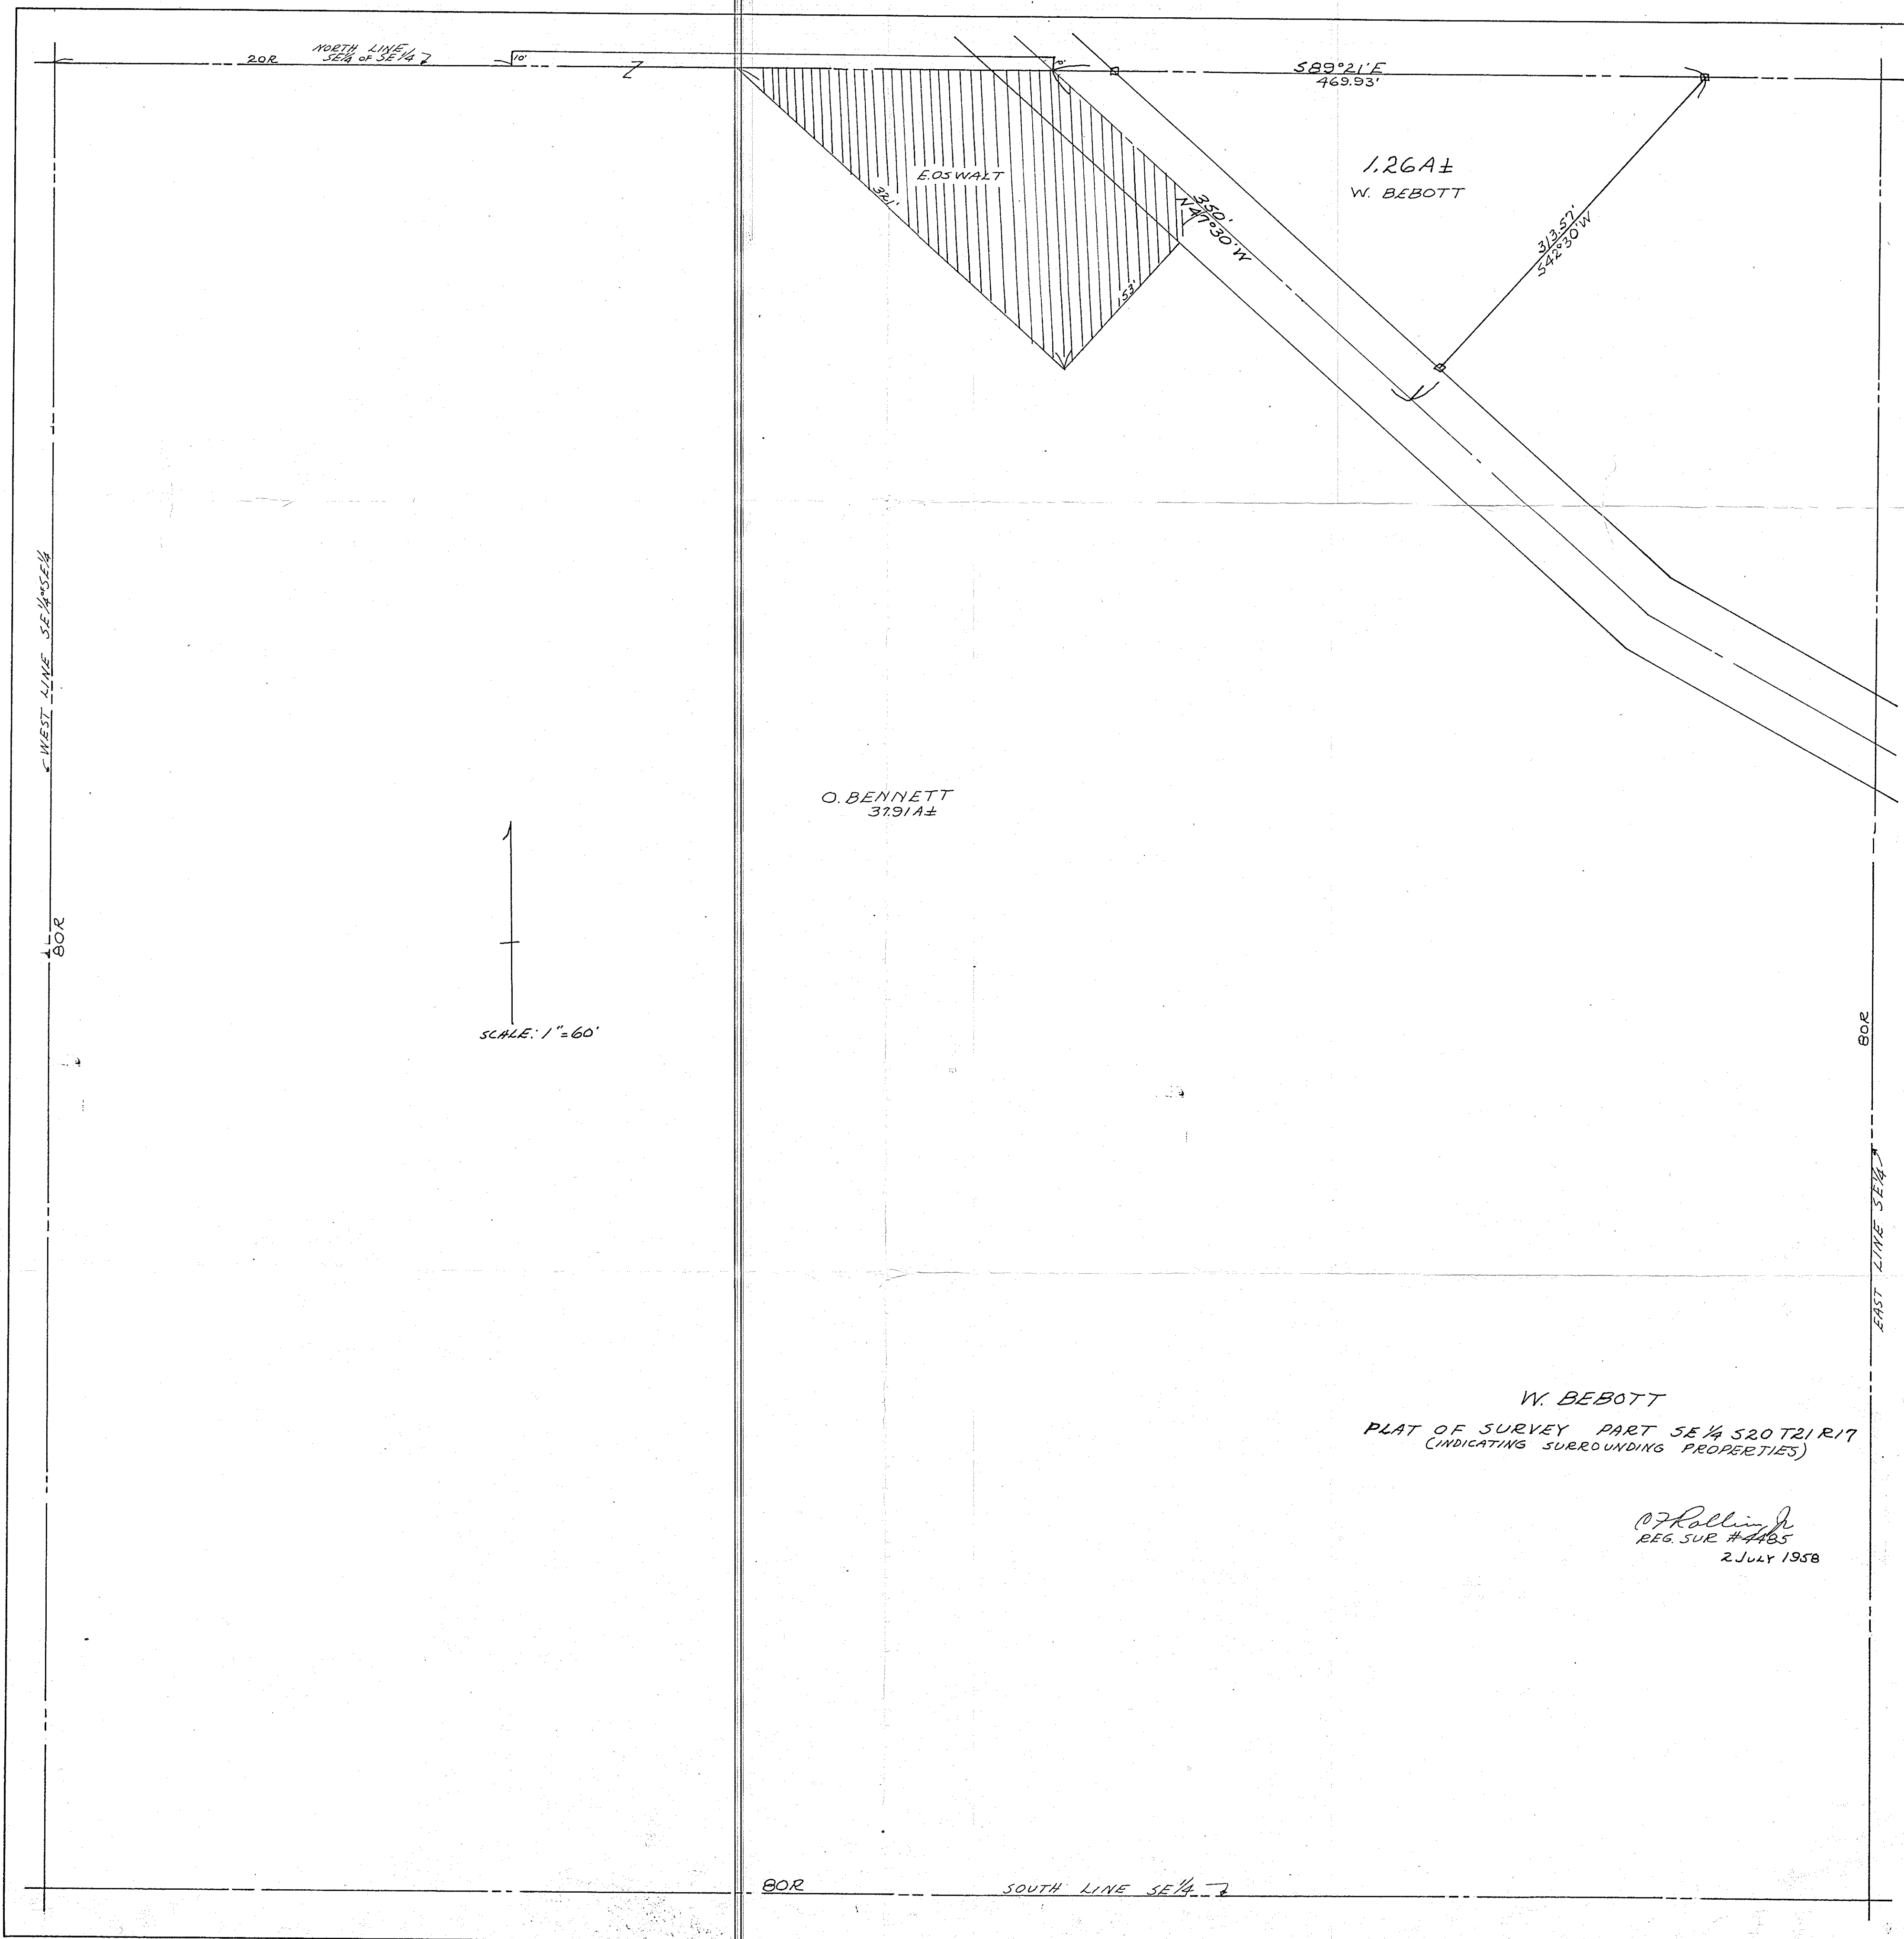 20R
NORTH LINE
SE¼ OF SE¼
10'
10'
S89°21'E
469.93'
E. OSWALT
321'
153'
350'
N47°30'W
1.26A±
W. BEBOTT
313.57'
S42°30'W
WEST LINE SE¼ OF SE¼
80R
O. BENNETT
37.91A±
SCALE: 1"=60'
80R
EAST LINE SE¼
W. BEBOTT
PLAT OF SURVEY PART SE¼ S20 T21 R17
(INDICATING SURROUNDING PROPERTIES)
REG. SUR #4485
2 JULY 1958
80R
SOUTH LINE SE¼